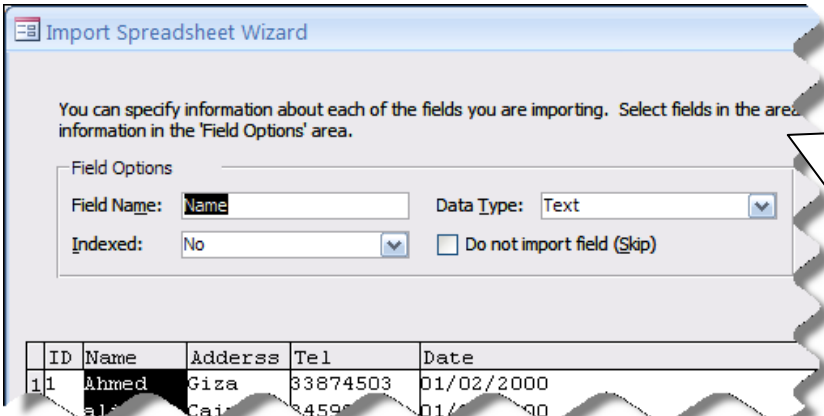 Import Spreadsheet Wizard
You can specify information about each of the fields you are importing. Select fields in the area
information in the 'Field Options' area.
Field Options
Field Name: Name Data Type: Text
Indexed: No Do not import field (Skip)
ID Name Adderss Tel Date
1 1 Ahmed Giza 33874503 01/02/2000